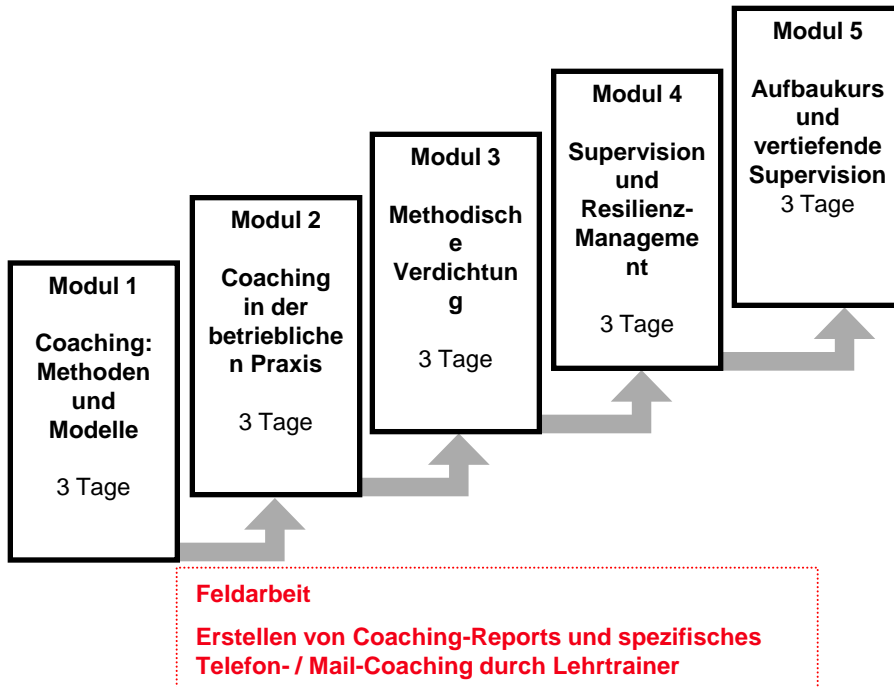 Modul 1
Coaching:
Methoden
und
Modelle
3 Tage
Modul 2
Coaching
in der
betriebliche
n Praxis
3 Tage
Modul 3
Methodisch
e
Verdichtun
g
3 Tage
Modul 4
Supervision
und
Resilienz-
Manageme
nt
3 Tage
Modul 5
Aufbaukurs
und
vertiefende
Supervision
3 Tage
Feldarbeit
Erstellen von Coaching-Reports und spezifisches
Telefon- / Mail-Coaching durch Lehrtrainer